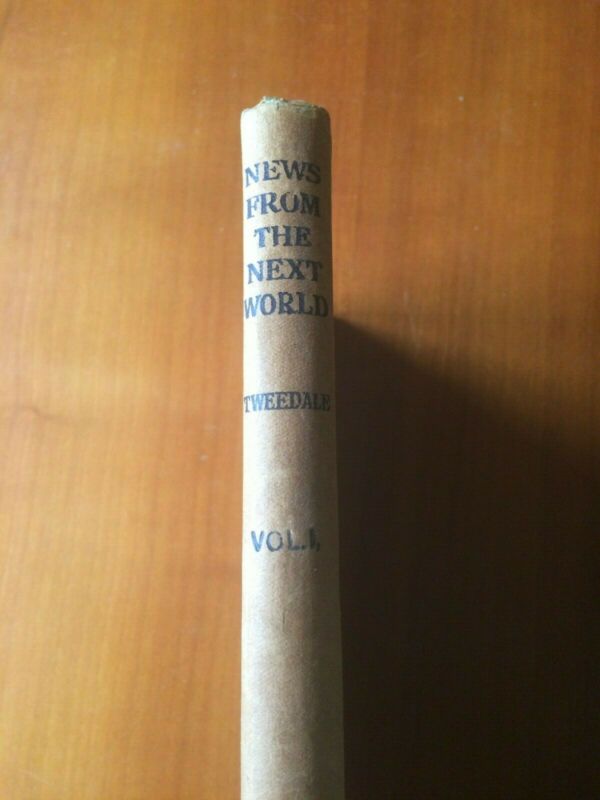 NEWS
FROM
THE
NEXT
WORLD
TWEEDALE
VOL.I,